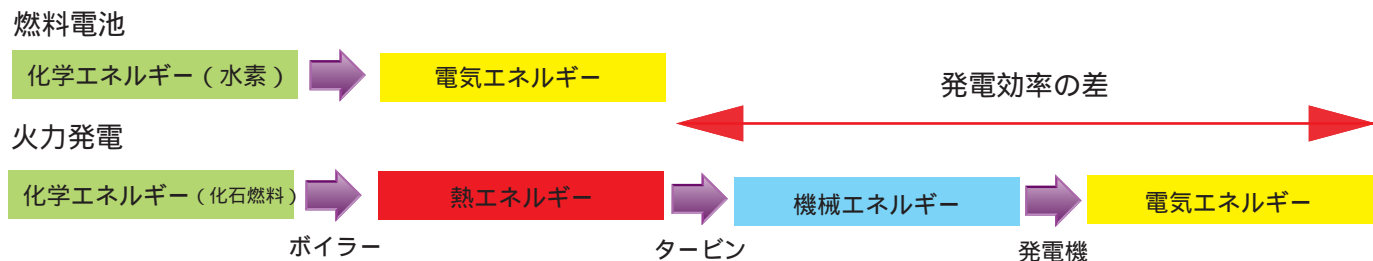 燃料電池
化学エネルギー（水素）
電気エネルギー
発電効率の差
火力発電
化学エネルギー（化石燃料）
熱エネルギー
機械エネルギー
電気エネルギー
ボイラー
タービン
発電機